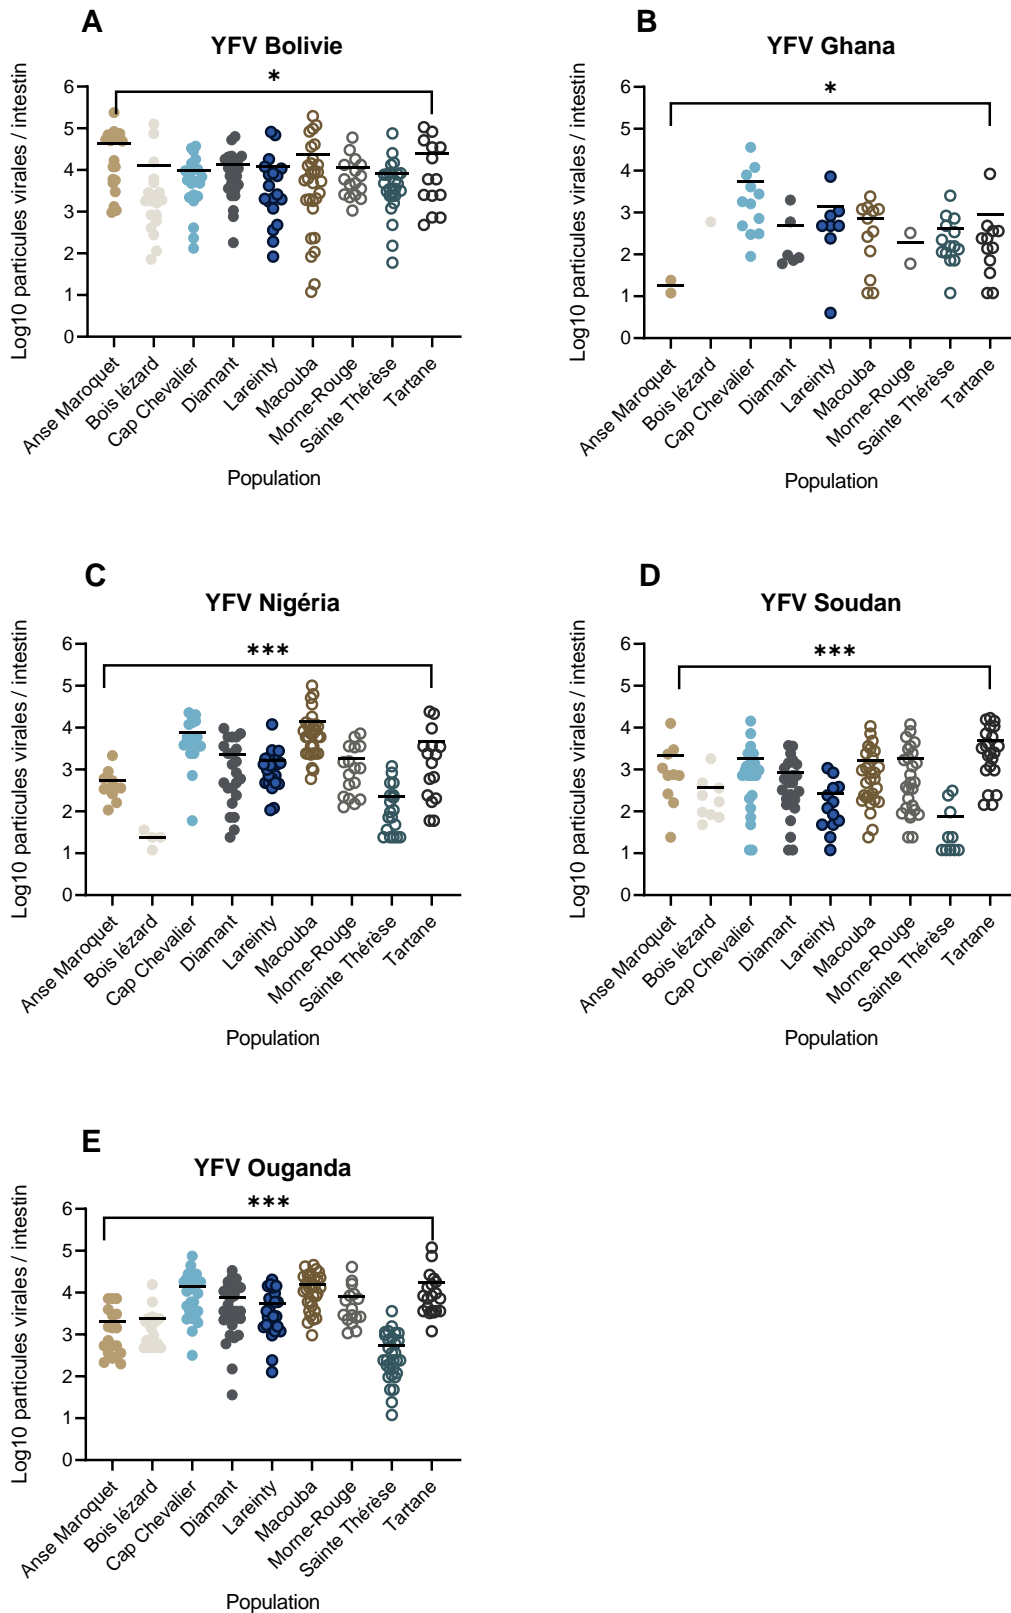 A
YFV Bolivie
*
Log10 particules virales / intestin
6
5
4
3
2
1
0
Anse Maroquet
Bois lézard
Cap Chevalier
Diamant
Lareinty
Macouba
Morne-Rouge
Sainte Thérèse
Tartane
Population
B
YFV Ghana
*
Log10 particules virales / intestin
6
5
4
3
2
1
0
Anse Maroquet
Bois lézard
Cap Chevalier
Diamant
Lareinty
Macouba
Morne-Rouge
Sainte Thérèse
Tartane
Population
C
YFV Nigéria
***
Log10 particules virales / intestin
6
5
4
3
2
1
0
Anse Maroquet
Bois lézard
Cap Chevalier
Diamant
Lareinty
Macouba
Morne-Rouge
Sainte Thérèse
Tartane
Population
D
YFV Soudan
***
Log10 particules virales / intestin
6
5
4
3
2
1
0
Anse Maroquet
Bois lézard
Cap Chevalier
Diamant
Lareinty
Macouba
Morne-Rouge
Sainte Thérèse
Tartane
Population
E
YFV Ouganda
***
Log10 particules virales / intestin
6
5
4
3
2
1
0
Anse Maroquet
Bois lézard
Cap Chevalier
Diamant
Lareinty
Macouba
Morne-Rouge
Sainte Thérèse
Tartane
Population